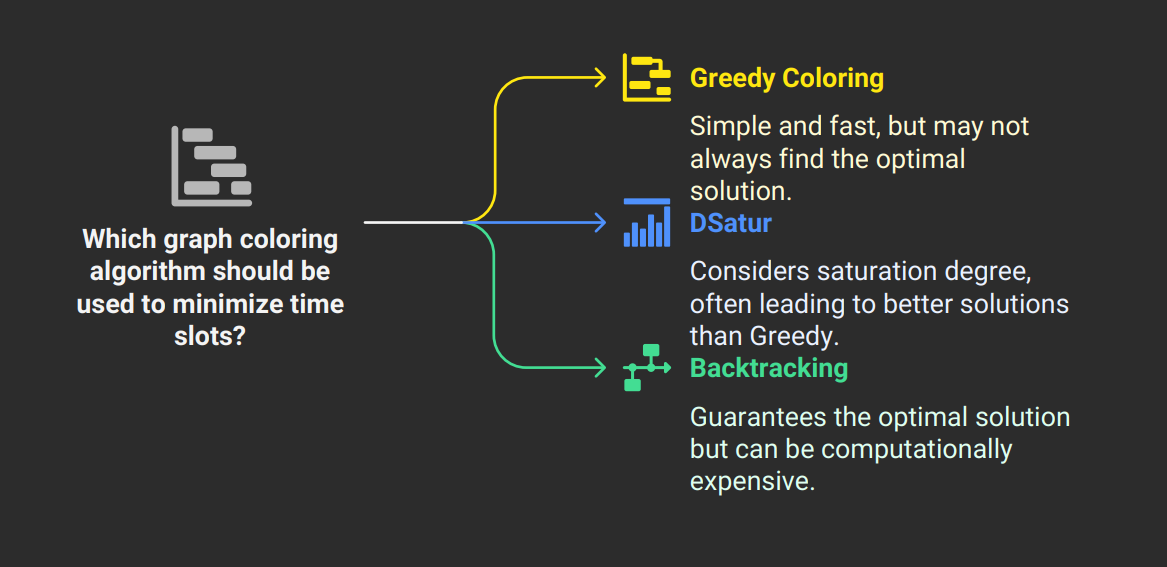 Which graph coloring
algorithm should be
used to minimize time
slots?
Greedy Coloring
Simple and fast, but may not
always find the optimal
solution.
DSatur
Considers saturation degree,
often leading to better solutions
than Greedy.
Backtracking
Guarantees the optimal solution
but can be computationally
expensive.